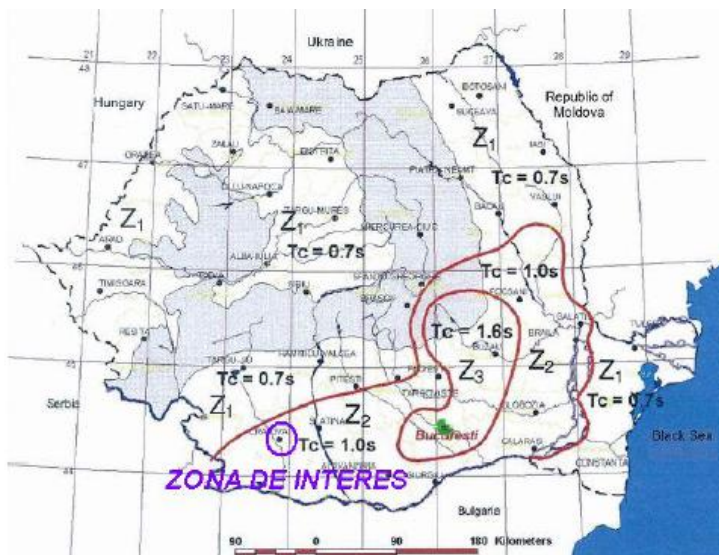 Ukraine
21
22
23
24
25
26
27
28
29
48
Hungary
Republic of
Moldova
BOTOSANI
SUCEAVA
SATU-MARE
BAIA-MARE
Z1
IASI
ZALAU
BISTRITA
ORADEA
47
PIATRA-NEAMT
Tc = 0.7s
CLUJ-NAPOCA
VASLUI
Z1
Z1
TARGU-MURES
BACAU
MIERCUREA-CIUC
ARAD
Tc = 0.7s
ALBA-IULIA
46
Tc = 1.0s
DEVA
SIBIU
SFANTU-GHEORGHE
TIMISOARA
BRASOV
FOCSANI
GALATI
Tc = 1.6s
BRAILA
RESITA
BUZAU
RAMNICU VALCEA
45
TARGU-JIU
Z3
Z2
Z1
Tc = 0.7s
PITESTI
PLOIESTI
TARGOVISTE
Tc = 0.7s
Serbie
Z1
Z2
SLOBOZIA
SLATINA
CRAIOVA
Bucuresti
Tc = 1.0s
CALARASI
Black Sea
44
ALEXANDRIA
GIURGIU
CONSTANTA
ZONA DE INTERES
Bulgaria
90
0
90
180 Kilometers